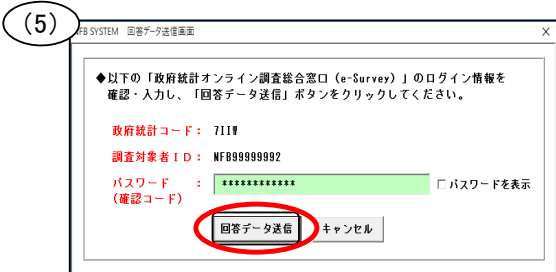 (5)
NFB SYSTEM 回答データ送信画面 X
◆以下の「政府統計オンライン調査総合窓口(e-Survey)」のログイン情報を
確認・入力し、「回答データ送信」ボタンをクリックしてください。
政府統計コード: 7IIW
調査対象者ID: NFB99999992
パスワード : ************ □パスワードを表示
(確認コード)
回答データ送信 キャンセル